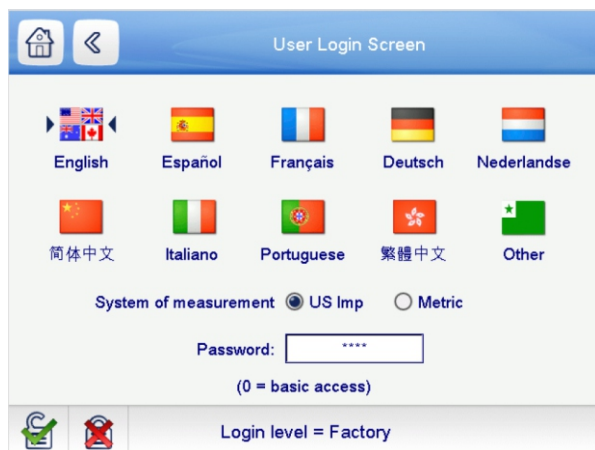 User Login Screen
English Español Français Deutsch Nederlandse
简体中文 Italiano Portuguese 繁體中文 Other
System of measurement US Imp Metric
Password: ****
(0 = basic access)
Login level = Factory